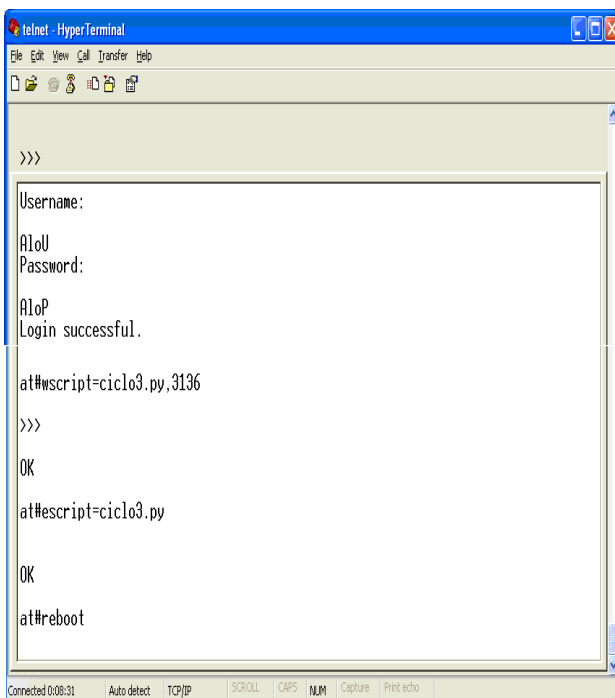 telnet - HyperTerminal
File Edit View Call Transfer Help
>>>
Username:
AloU
Password:
AloP
Login successful.
at#wscript=ciclo3.py,3136
>>>
OK
at#escript=ciclo3.py
OK
at#reboot
Connected 0:08:31 Auto detect TCP/IP SCROLL CAPS NUM Capture Print echo